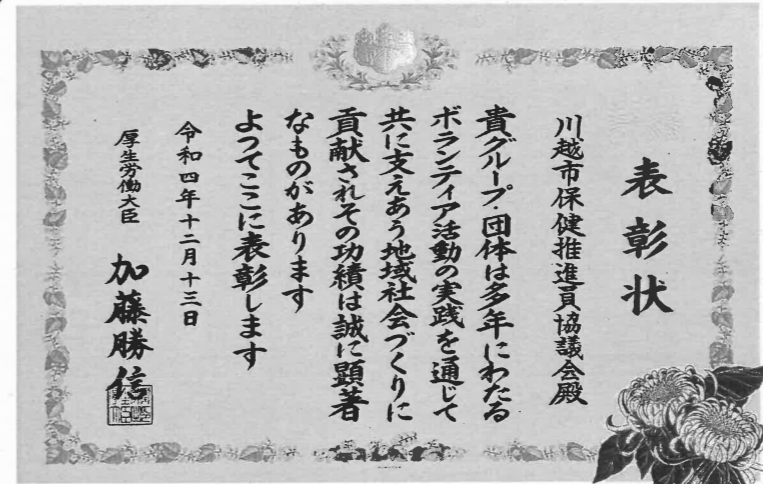 表彰状
川越市保健推進員協議会殿
貴グループ・団体は多年にわたる
ボランティア活動の実践を通じて
共に支えあう地域社会づくりに
貢献されその功績は誠に顕著
なものがあります
よつてここに表彰します
令和四年十二月十三日
厚生労働大臣 加藤勝信